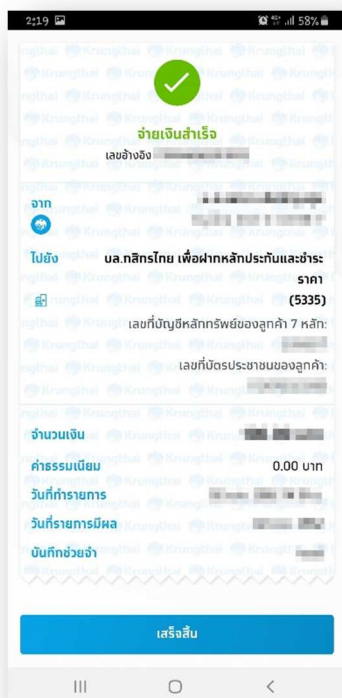 2:19
58%
จ่ายเงินสำเร็จ
เลขอ้างอิง
จาก
ไปยัง บล.กสิกรไทย เพื่อฝากหลักประกันและชำระ
ราคา
(5335)
เลขที่บัญชีหลักทรัพย์ของลูกค้า 7 หลัก:
เลขที่บัตรประชาชนของลูกค้า:
จำนวนเงิน
ค่าธรรมเนียม 0.00 บาท
วันที่ทำรายการ
วันที่รายการมีผล
บันทึกช่วยจำ
เสร็จสิ้น